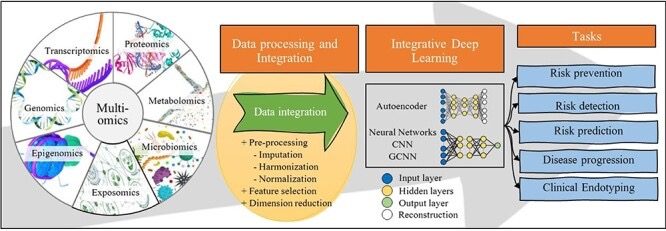 Transcriptomics
Proteomics
Genomics
Metabolomics
Multi-
omics
Epigenomics
Microbiomics
Exposomics
Data processing and
Integration
Data integration
+ Pre-processing
- Imputation
- Harmonization
- Normalization
+ Feature selection
+ Dimension reduction
Integrative Deep
Learning
Autoencoder
Neural Networks
CNN
GCNN
Input layer
Hidden layers
Output layer
Reconstruction
Tasks
Risk prevention
Risk detection
Risk prediction
Disease progression
Clinical Endotyping